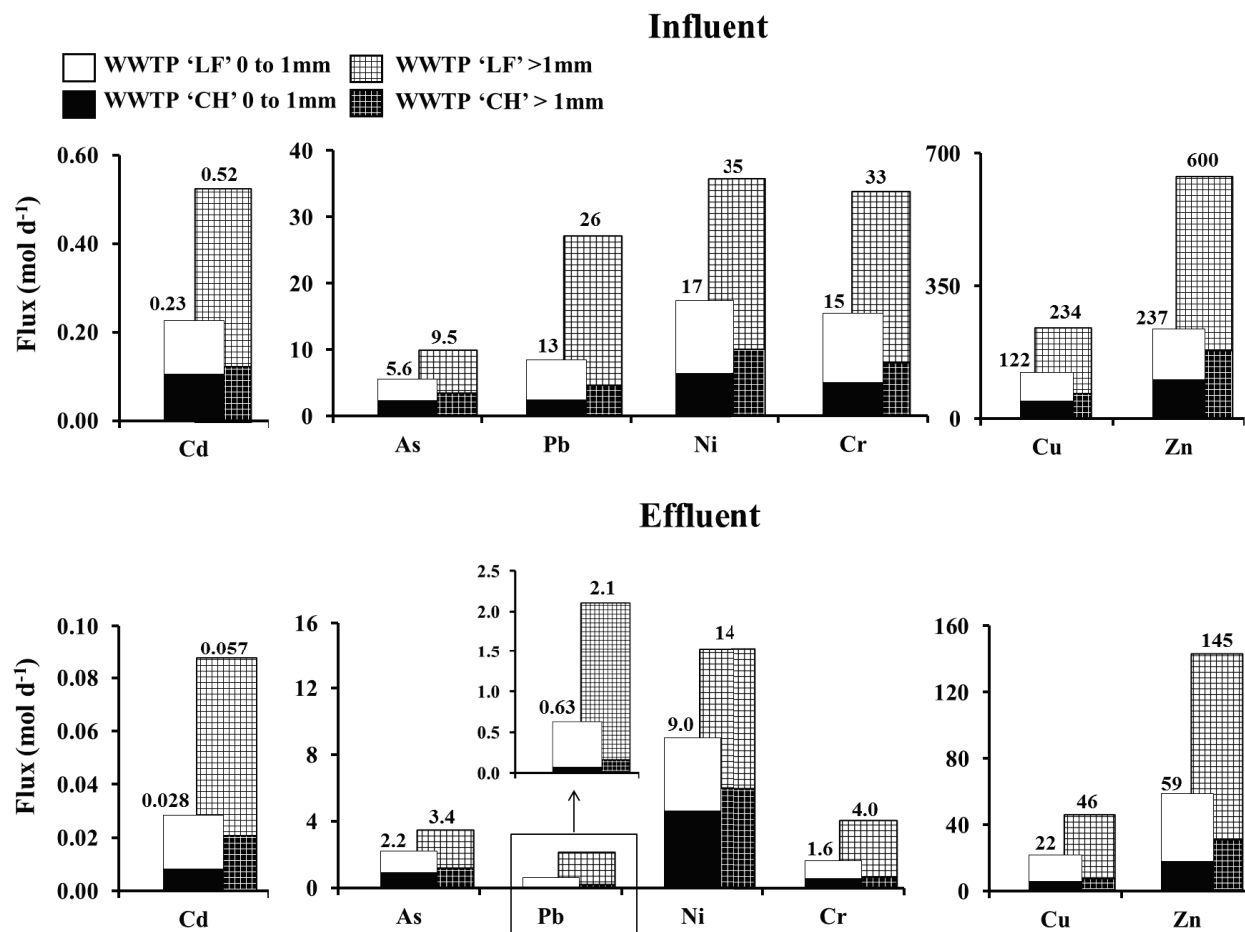 Influent
WWTP ‘LF’ 0 to 1mm
WWTP ‘LF’ >1mm
WWTP ‘CH’ 0 to 1mm
WWTP ‘CH’ > 1mm
Flux (mol d-1)
0.60
0.40
0.20
0.00
0.23
0.52
Cd
40
30
20
10
0
5.6
9.5
13
26
17
35
15
33
As
Pb
Ni
Cr
700
350
0
122
234
237
600
Cu
Zn
Effluent
Flux (mol d-1)
0.10
0.08
0.06
0.04
0.02
0.00
0.028
0.057
Cd
16
12
8
4
0
2.2
3.4
2.5
2.0
1.5
1.0
0.5
0.0
0.63
2.1
9.0
14
1.6
4.0
As
Pb
Ni
Cr
160
120
80
40
0
22
46
59
145
Cu
Zn